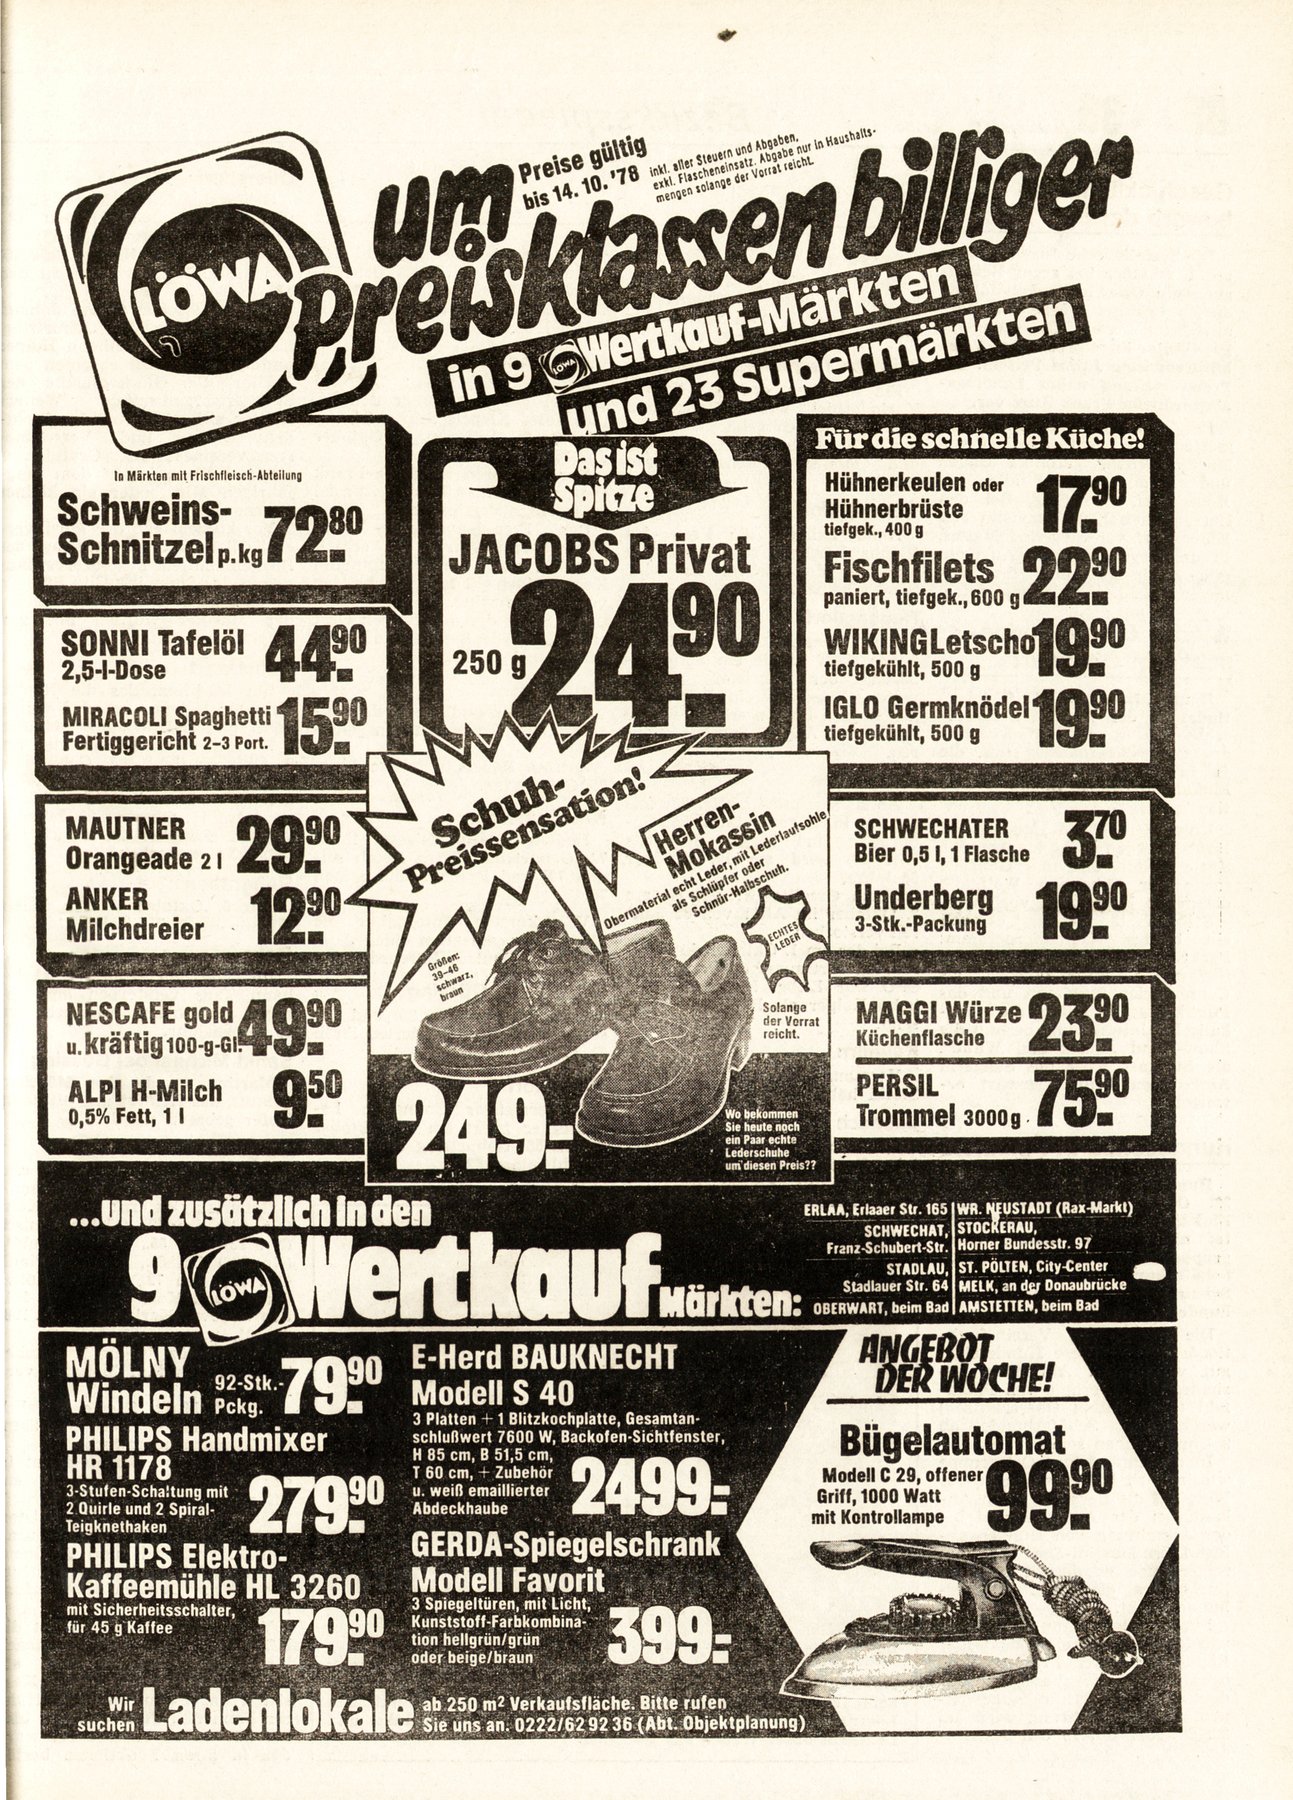 LÖWA
um
Preise gültig
bis 14. 10. '78
inkl. aller Steuern und Abgaben,
exkl. Flascheneinsatz. Abgabe nur in Haushalts-
mengen solange der Vorrat reicht.
Preisklassen billiger
in 9 LÖWA Wertkauf-Märkten
und 23 Supermärkten
In Märkten mit Frischfleisch-Abteilung
Schweins-
Schnitzel p. kg 72.80
SONNI Tafelöl 44.90
2,5-l-Dose
MIRACOLI Spaghetti 15.90
Fertiggericht 2–3 Port.
Das ist
Spitze
JACOBS Privat
250 g 24.90
Für die schnelle Küche!
Hühnerkeulen oder
Hühnerbrüste 17.90
tiefgek., 400 g
Fischfilets 22.90
paniert, tiefgek., 600 g
WIKING Letscho 19.90
tiefgekühlt, 500 g
IGLO Germknödel 19.90
tiefgekühlt, 500 g
MAUTNER 29.90
Orangeade 2 l
ANKER 12.90
Milchdreier
NESCAFE gold 49.90
u. kräftig 100-g-Gl.
ALPI H-Milch 9.50
0,5% Fett, 1 l
Schuh-
Preissensation!
Herren-
Mokassin
Obermaterial echt Leder, mit Lederlaufsohle
als Schlüpfer oder
Schnür-Halbschuh.
ECHTES
LEDER
Größen:
39–46
schwarz,
braun
Solange
der Vorrat
reicht.
249.-
Wo bekommen
Sie heute noch
ein Paar echte
Lederschuhe
um diesen Preis??
SCHWECHATER 3.70
Bier 0,5 l, 1 Flasche
Underberg 19.90
3-Stk.-Packung
MAGGI Würze 23.90
Küchenflasche
PERSIL 75.90
Trommel 3000 g
...und zusätzlich in den
9 LÖWA Wertkauf Märkten:
ERLAA, Erlaaer Str. 165
SCHWECHAT,
Franz-Schubert-Str.
STADLAU,
Stadlauer Str. 64
OBERWART, beim Bad
WR. NEUSTADT (Rax-Markt)
STOCKERAU,
Horner Bundesstr. 97
ST. PÖLTEN, City-Center
MELK, an der Donaubrücke
AMSTETTEN, beim Bad
MÖLNY
Windeln 92-Stk.-Pckg. 79.90
PHILIPS Handmixer
HR 1178
3-Stufen-Schaltung mit
2 Quirle und 2 Spiral-
Teigknethaken
279.90
PHILIPS Elektro-
Kaffeemühle HL 3260
mit Sicherheitsschalter,
für 45 g Kaffee
179.90
E-Herd BAUKNECHT
Modell S 40
3 Platten + 1 Blitzkochplatte, Gesamtan-
schlußwert 7600 W, Backofen-Sichtfenster,
H 85 cm, B 51,5 cm,
T 60 cm, + Zubehör
u. weiß emaillierter
Abdeckhaube
2499.-
GERDA-Spiegelschrank
Modell Favorit
3 Spiegeltüren, mit Licht,
Kunststoff-Farbkombina-
tion hellgrün/grün
oder beige/braun
399.-
ANGEBOT
DER WOCHE!
Bügelautomat
Modell C 29, offener
Griff, 1000 Watt
mit Kontrollampe
99.90
Wir
suchen Ladenlokale ab 250 m² Verkaufsfläche. Bitte rufen
Sie uns an. 0222/62 92 36 (Abt. Objektplanung)